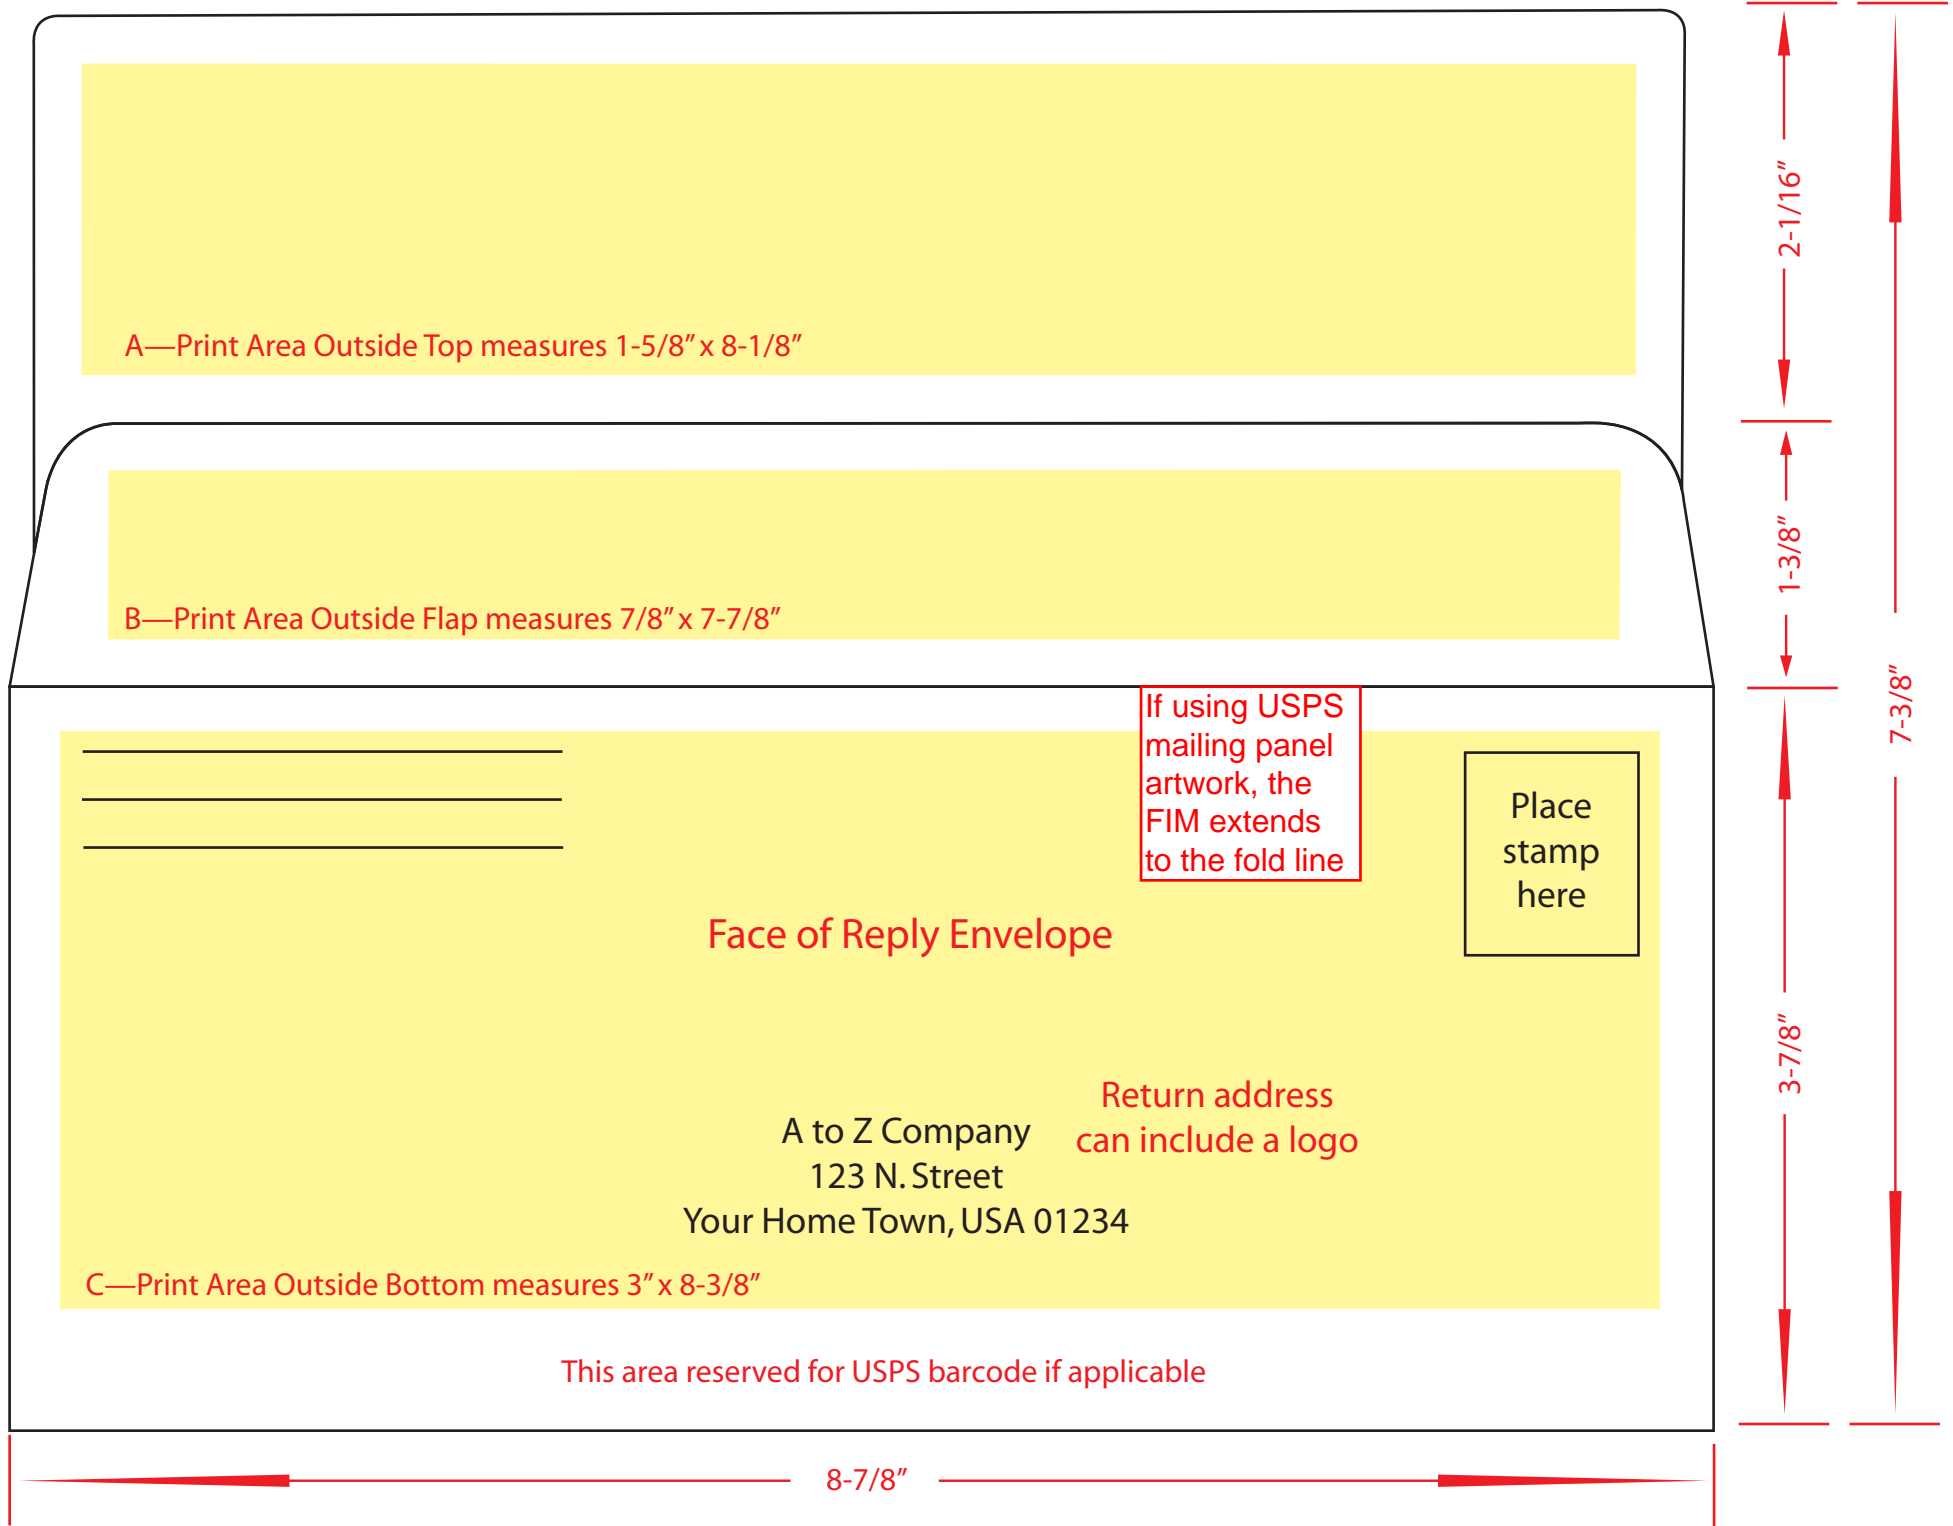 A—Print Area Outside Top measures 1-5/8” x 8-1/8”
2-1/16”
B—Print Area Outside Flap measures 7/8” x 7-7/8”
1-3/8”
7-3/8”
If using USPS
mailing panel
artwork, the
FIM extends
to the fold line
Place
stamp
here
Face of Reply Envelope
3-7/8”
Return address
can include a logo
A to Z Company
123 N. Street
Your Home Town, USA 01234
C—Print Area Outside Bottom measures 3” x 8-3/8”
This area reserved for USPS barcode if applicable
8-7/8”